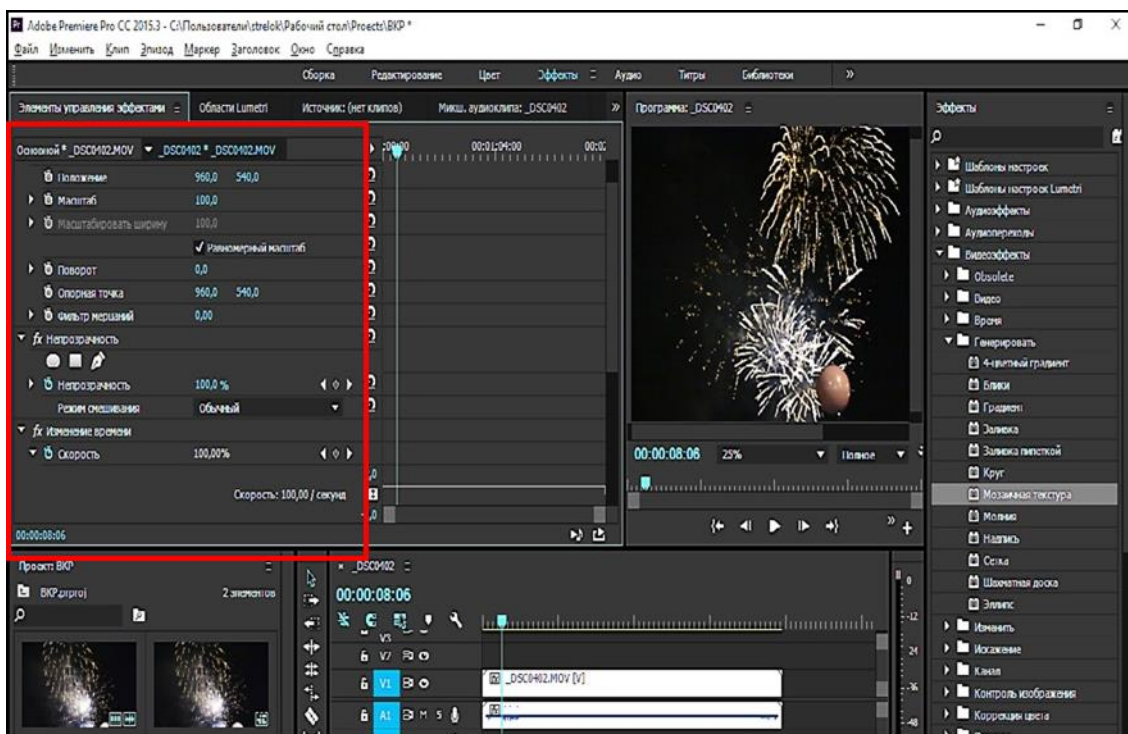 Adobe Premiere Pro CC 2015.3 - C:\Пользователи\strelok\Рабочий стол\Proects\ВКР *
Файл Изменить Клип Эпизод Маркер Заголовок Окно Справка
Сборка Редактирование Цвет Эффекты Аудио Титры Библиотеки
Элементы управления эффектами Области Lumetri Источник: (нет клипов) Микш. аудиоклипа: _DSC0402
Основной * _DSC0402.MOV _DSC0402 * _DSC0402.MOV
00:01:04:00
Положение 960,0 540,0
Масштаб 100,0
Масштабировать ширину 100,0
Равномерный масштаб
Поворот 0,0
Опорная точка 960,0 540,0
Фильтр мерцаний 0,00
fx Непрозрачность
Непрозрачность 100,0 %
Режим смешивания Обычный
fx Изменение времени
Скорость 100,00%
Скорость: 100,00 / секунд
00:00:08:06
Программа: _DSC0402
00:00:08:06 25% Полное
Эффекты
Шаблоны настроек
Шаблоны настроек Lumetri
Аудиоэффекты
Аудиопереходы
Видеоэффекты
Obsolete
Видео
Время
Генерировать
4-цветный градиент
Блики
Градиент
Заливка
Заливка пипеткой
Круг
Мозаичная текстура
Молния
Надпись
Сетка
Шахматная доска
Эллипс
Изменить
Искажение
Канал
Контроль изображения
Коррекция цвета
Проект: ВКР
ВКР.prproj 2 элементов
_DSC0402
00:00:08:06
V3
V2
V1 _DSC0402.MOV [V]
A1 M S
0
-12
-24
-36
-48